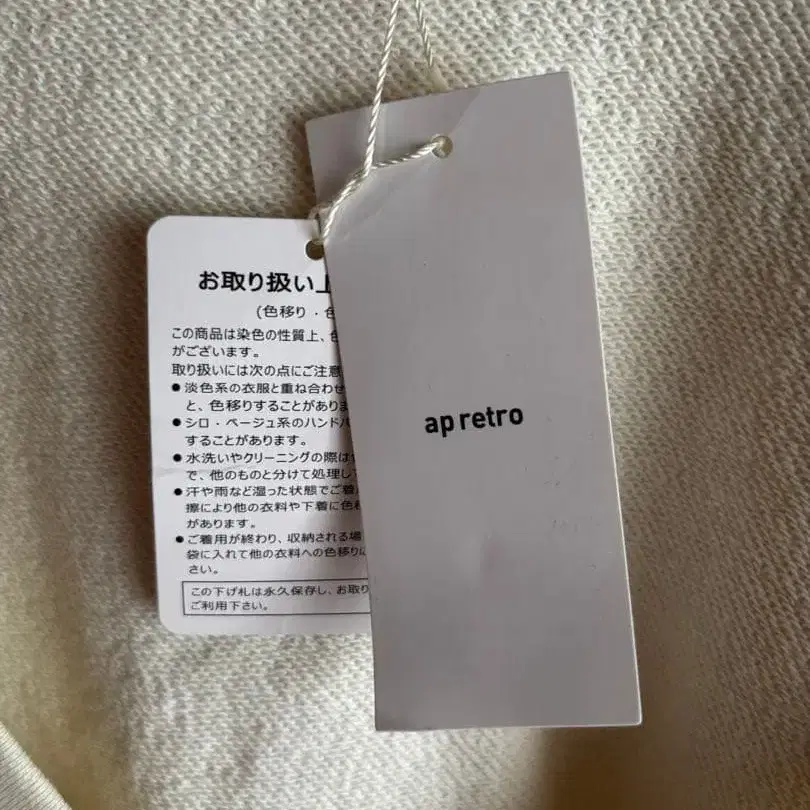 お取り扱い上
(色移り・色
この商品は染色の性質上、色
がございます。
取り扱いには次の点にご注意
●淡色系の衣服と重ね合わせ
と、色移りすることがありま
●シロ・ベージュ系のハンドバ
することがあります。
●水洗いやクリーニングの際は
で、他のものと分けて処理して
●汗や雨など湿った状態でご着
擦により他の衣料や下着に色移
があります。
●ご着用が終わり、収納される場
袋に入れて他の衣料への色移りに
さい。
この下げ札は永久保存し、お取り
ご利用下さい。
ap retro